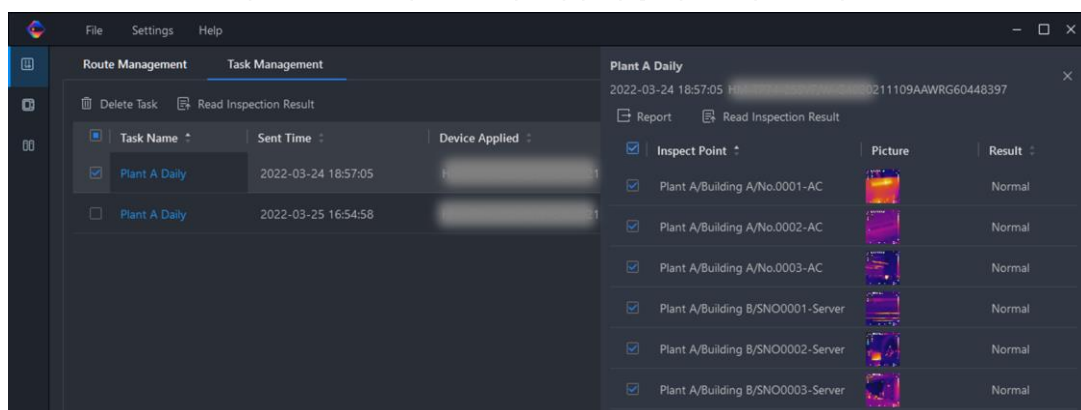 File Settings Help
Route Management Task Management
Delete Task Read Inspection Result
Task Name Sent Time Device Applied
Plant A Daily 2022-03-24 18:57:05
Plant A Daily 2022-03-25 16:54:58
Plant A Daily
2022-03-24 18:57:05 0211109AAWRG60448397
Report Read Inspection Result
Inspect Point Picture Result
Plant A/Building A/No.0001-AC Normal
Plant A/Building A/No.0002-AC Normal
Plant A/Building A/No.0003-AC Normal
Plant A/Building B/SNO0001-Server Normal
Plant A/Building B/SNO0002-Server Normal
Plant A/Building B/SNO0003-Server Normal